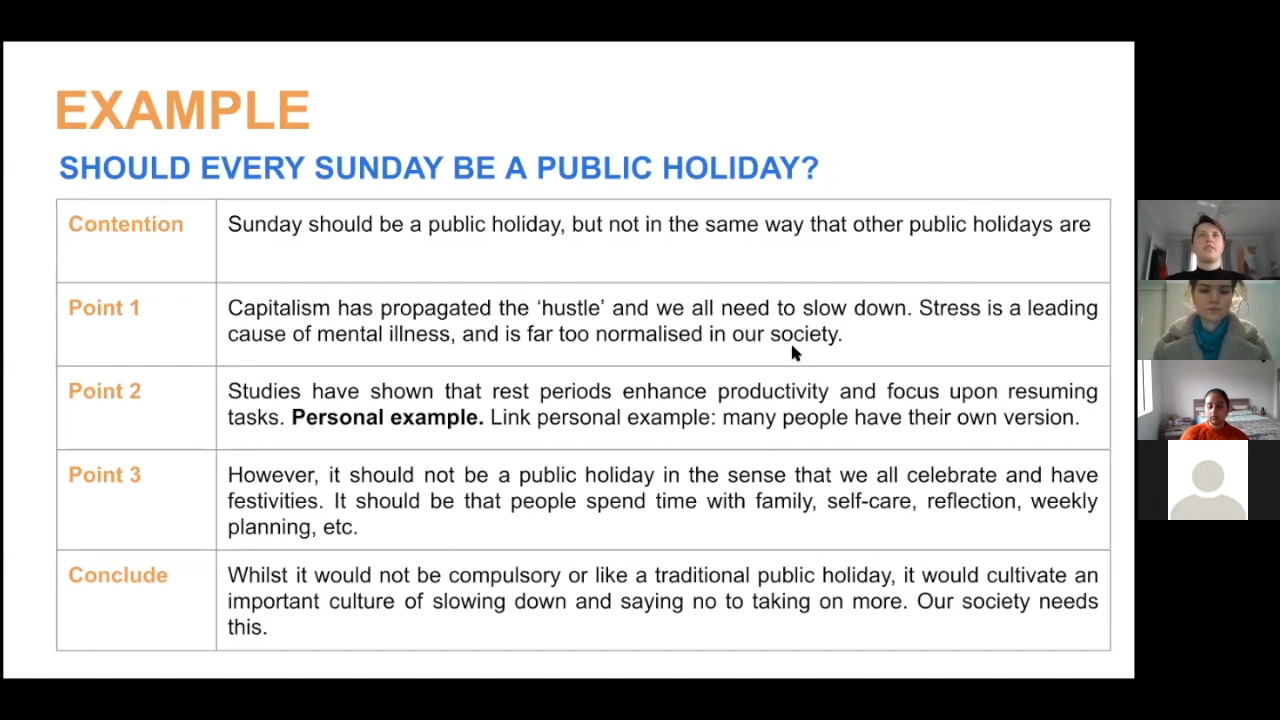 EXAMPLE
SHOULD EVERY SUNDAY BE A PUBLIC HOLIDAY?
Contention
Sunday should be a public holiday, but not in the same way that other public holidays are
Point 1
Capitalism has propagated the ‘hustle’ and we all need to slow down. Stress is a leading
cause of mental illness, and is far too normalised in our society.
Point 2
Studies have shown that rest periods enhance productivity and focus upon resuming
tasks. Personal example. Link personal example: many people have their own version.
Point 3
However, it should not be a public holiday in the sense that we all celebrate and have
festivities. It should be that people spend time with family, self-care, reflection, weekly
planning, etc.
Conclude
Whilst it would not be compulsory or like a traditional public holiday, it would cultivate an
important culture of slowing down and saying no to taking on more. Our society needs
this.